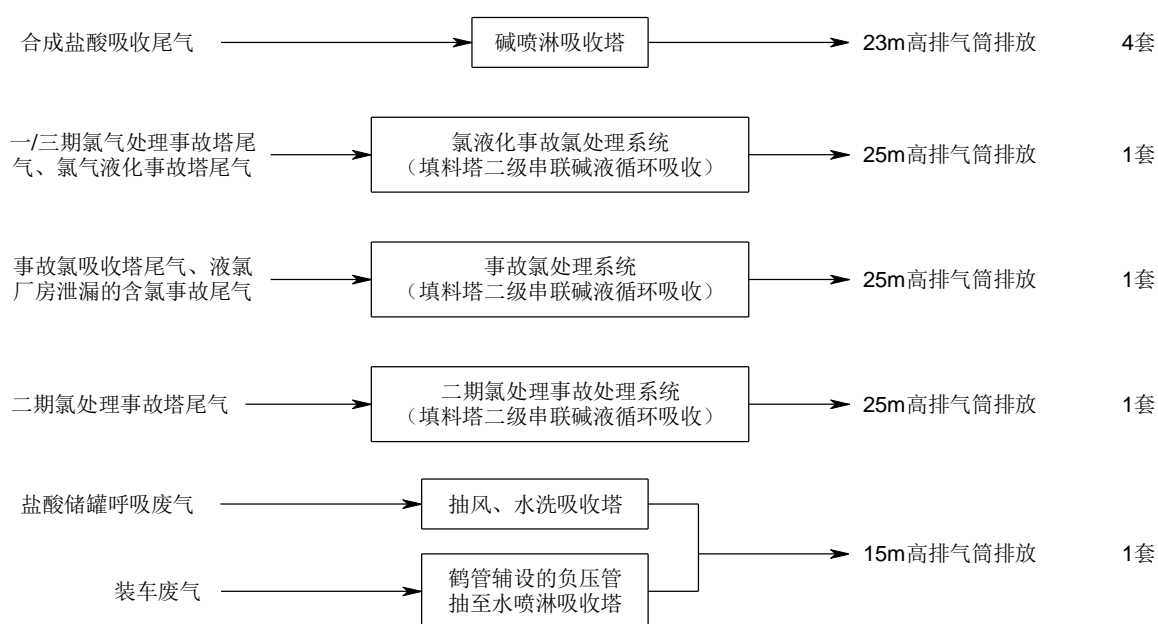 合成盐酸吸收尾气
碱喷淋吸收塔
23m高排气筒排放
4套
一/三期氯气处理事故塔尾
气、氯气液化事故塔尾气
氯液化事故氯处理系统
（填料塔二级串联碱液循环吸收）
25m高排气筒排放
1套
事故氯吸收塔尾气、液氯
厂房泄漏的含氯事故尾气
事故氯处理系统
（填料塔二级串联碱液循环吸收）
25m高排气筒排放
1套
二期氯处理事故塔尾气
二期氯处理事故处理系统
（填料塔二级串联碱液循环吸收）
25m高排气筒排放
1套
盐酸储罐呼吸废气
抽风、水洗吸收塔
装车废气
鹤管辅设的负压管
抽至水喷淋吸收塔
15m高排气筒排放
1套